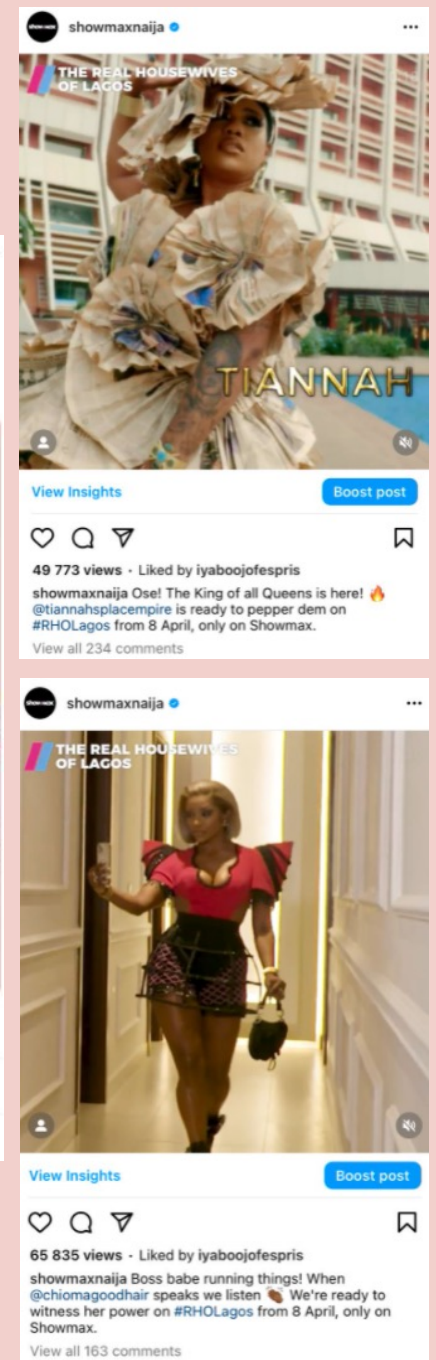 showmaxnaija
THE REAL HOUSEWIVES
OF LAGOS
TIANNAH
View Insights
Boost post
49 773 views · Liked by iyaboojofespris
showmaxnaija Ose! The King of all Queens is here! 🔥
@tiannahsplacempire is ready to pepper dem on
#RHOLagos from 8 April, only on Showmax.
View all 234 comments
showmaxnaija
THE REAL HOUSEWIVES
OF LAGOS
View Insights
Boost post
65 835 views · Liked by iyaboojofespris
showmaxnaija Boss babe running things! When
@chiomagoodhair speaks we listen 👏🏾 We're ready to
witness her power on #RHOLagos from 8 April, only on
Showmax.
View all 163 comments